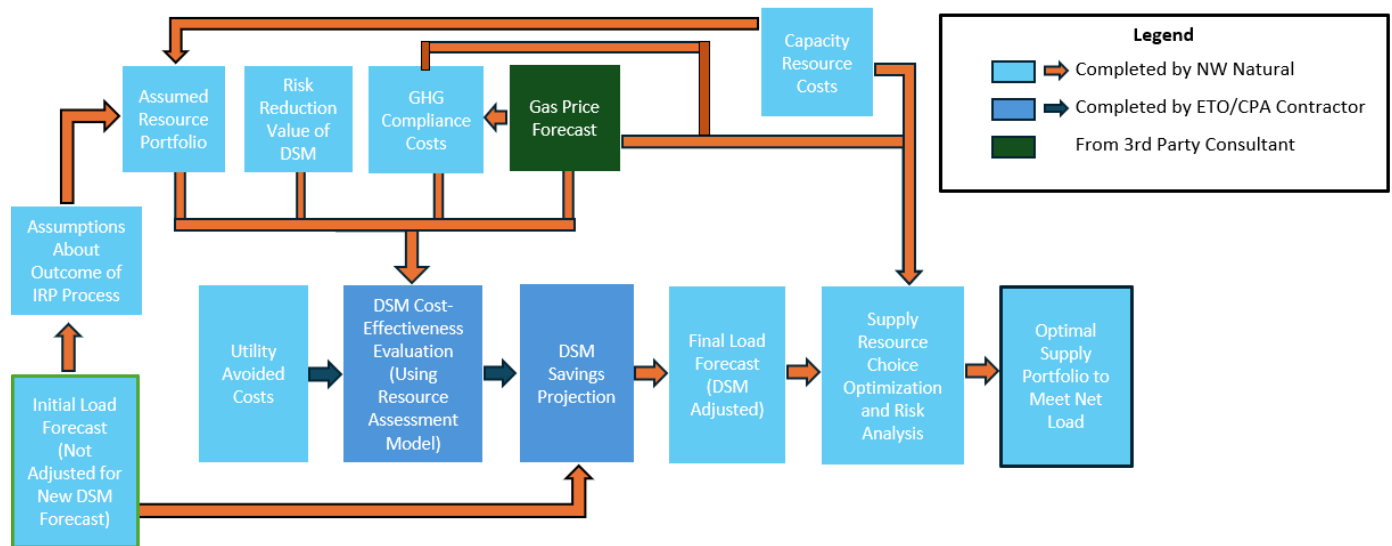 Capacity
Resource
Costs
Legend
Completed by NW Natural
Completed by ETO/CPA Contractor
From 3rd Party Consultant
Assumed
Resource
Portfolio
Risk
Reduction
Value of
DSM
GHG
Compliance
Costs
Gas Price
Forecast
Assumptions
About
Outcome of
IRP Process
Utility
Avoided
Costs
DSM Cost-
Effectiveness
Evaluation
(Using
Resource
Assessment
Model)
DSM
Savings
Projection
Final Load
Forecast
(DSM
Adjusted)
Supply
Resource
Choice
Optimization
and Risk
Analysis
Optimal
Supply
Portfolio to
Meet Net
Load
Initial Load
Forecast
(Not
Adjusted for
New DSM
Forecast)